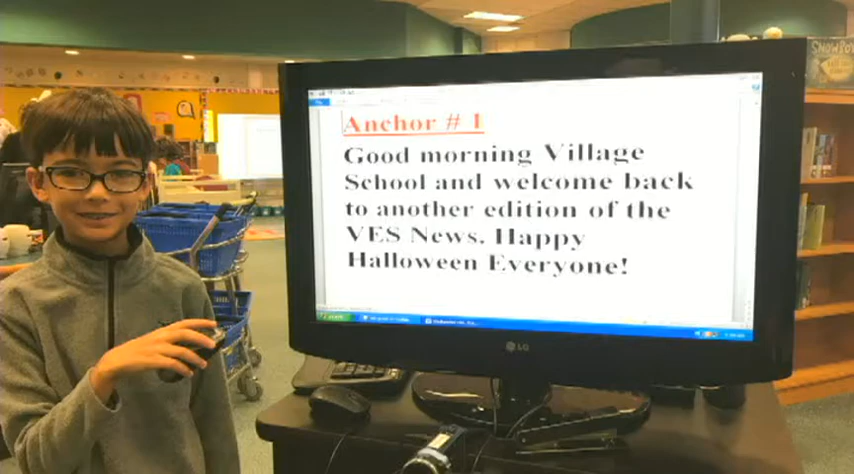 Anchor # 1
Good morning Village
School and welcome back
to another edition of the
VES News. Happy
Halloween Everyone!
LG